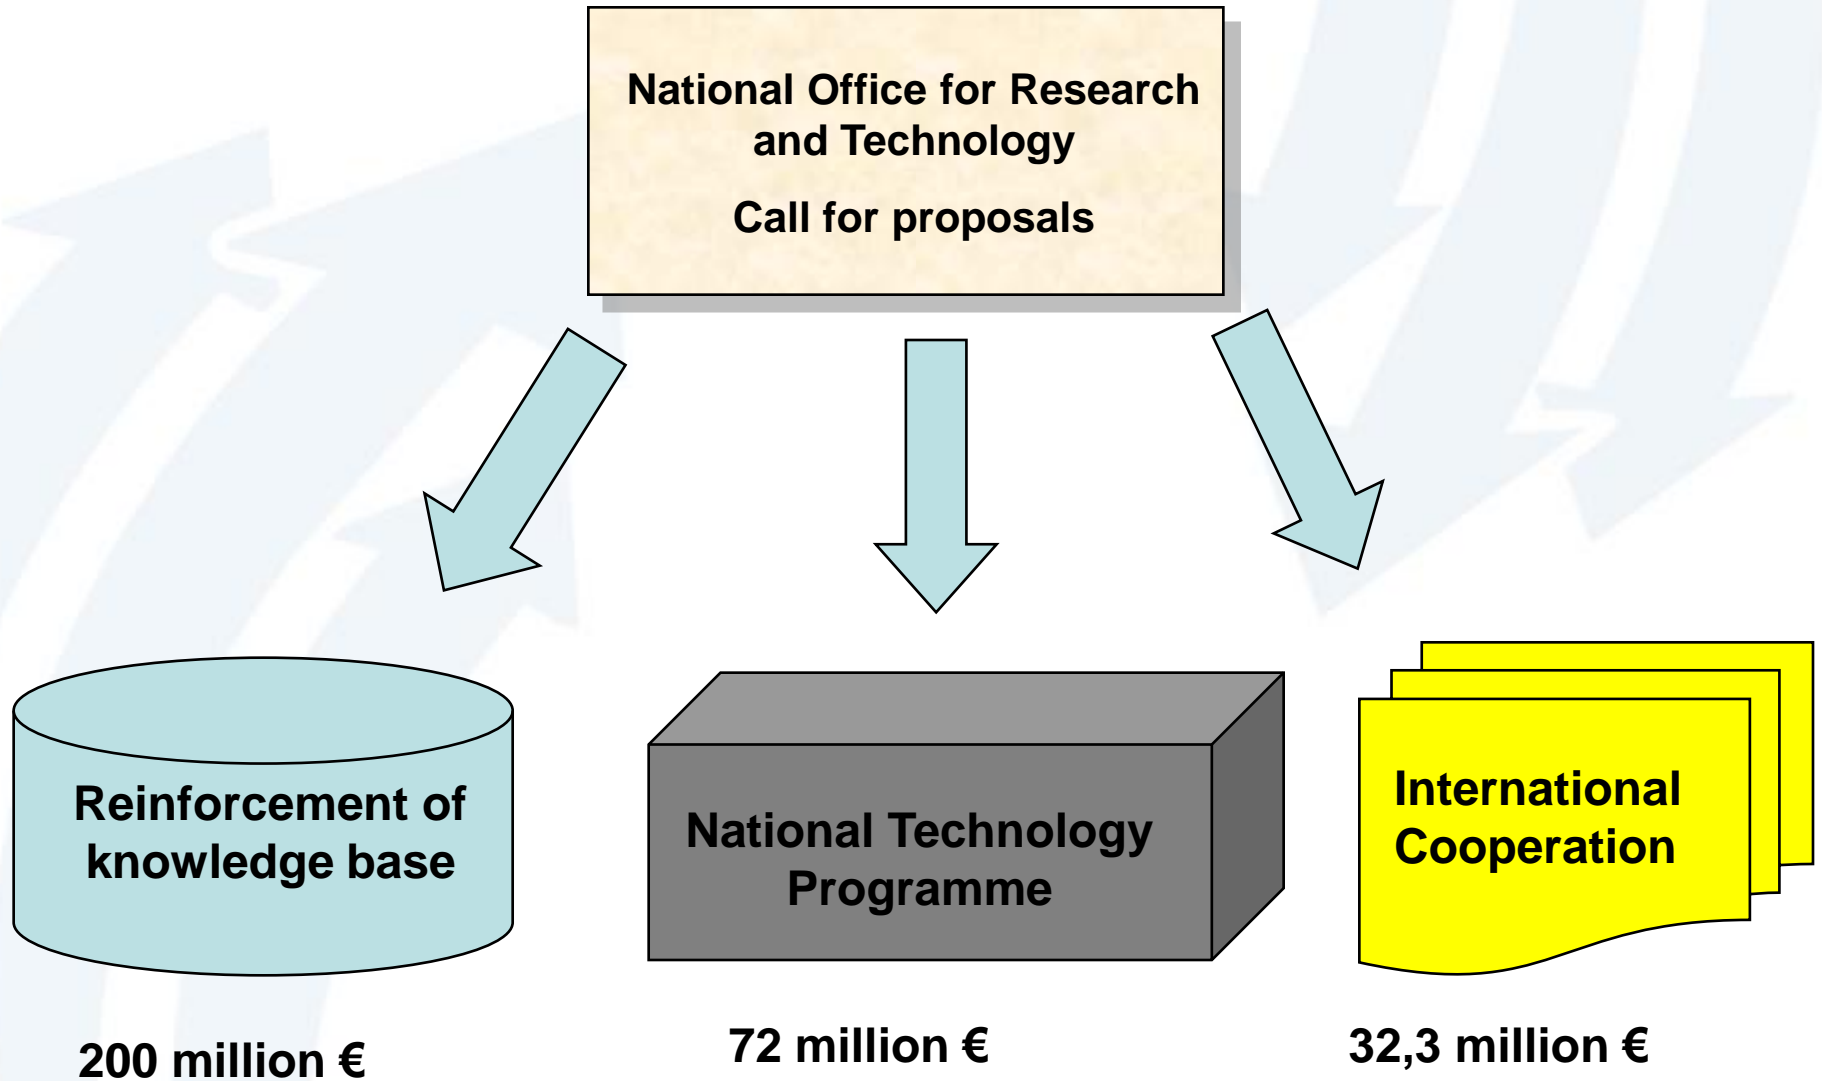 National Office for Research
and Technology
Call for proposals
Reinforcement of
knowledge base
National Technology
Programme
International
Cooperation
200 million €
72 million €
32,3 million €